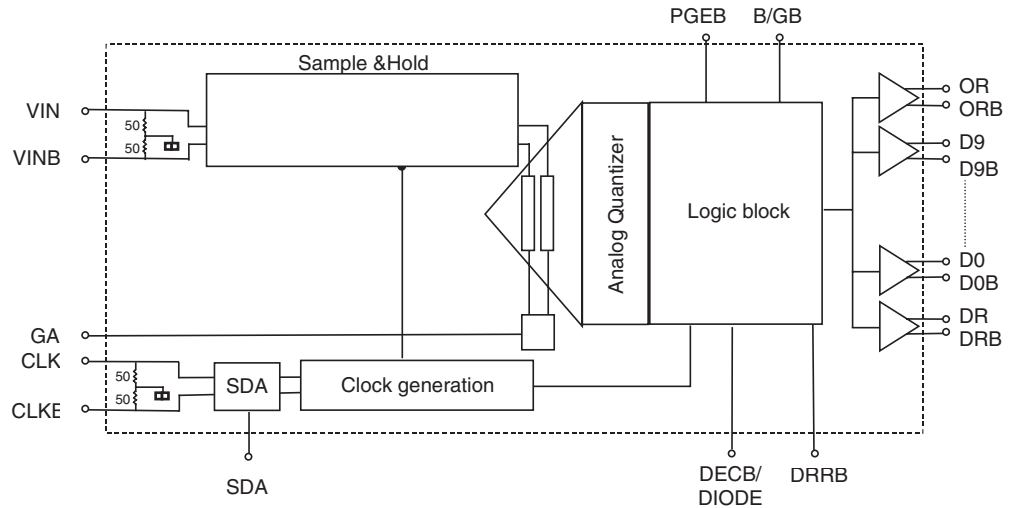 PGEB B/GB
Sample &Hold
VIN
50
50
VINB
OR
ORB
D9
D9B
Analog Quantizer
Logic block
D0
D0B
GA
DR
DRB
CLK
50
50
CLKE
SDA
Clock generation
SDA
DECB/
DIODE
DRRB